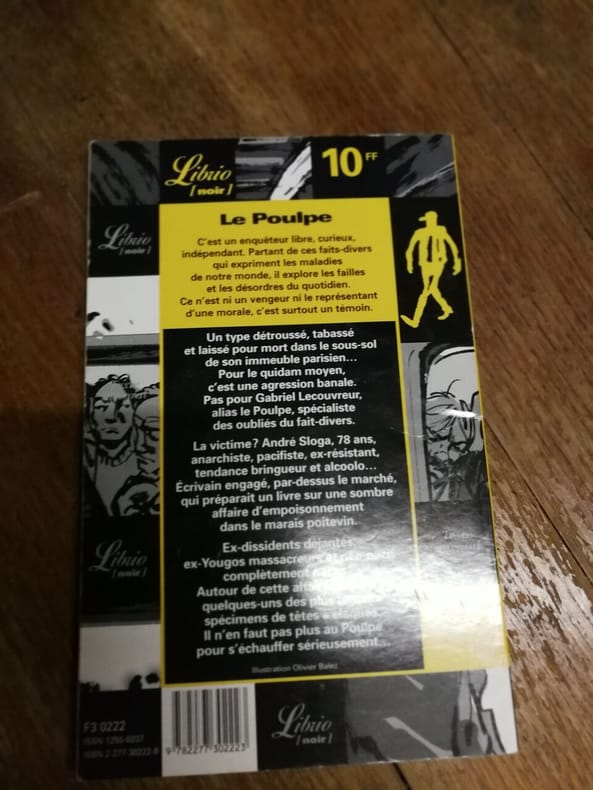 Librio
[noir]
10 FF
Librio
[noir]
Le Poulpe
C'est un enquêteur libre, curieux,
indépendant. Partant de ces faits-divers
qui expriment les maladies
de notre monde, il explore les failles
et les désordres du quotidien.
Ce n'est ni un vengeur ni le représentant
d'une morale, c'est surtout un témoin.
Un type détroussé, tabassé
et laissé pour mort dans le sous-sol
de son immeuble parisien...
Pour le quidam moyen,
c'est une agression banale.
Pas pour Gabriel Lecouvreur,
alias le Poulpe, spécialiste
des oubliés du fait-divers.
La victime ? André Sloga, 78 ans,
anarchiste, pacifiste, ex-résistant,
tendance bringueur et alcoolo...
Écrivain engagé, par-dessus le marché,
qui préparait un livre sur une sombre
affaire d'empoisonnement
dans le marais poitevin.
Ex-dissidents déjantés,
ex-Yougos massacreurs et néo-nazis
complètement
Autour de cette
quelques-uns des plus
spécimens de têtes à claques.
Il n'en faut pas plus au Poulpe
pour s'échauffer sérieusement...
Illustration Olivier Balez
Librio
[noir]
F3 0222
ISSN 1255-0337
ISBN 2-277-30222-8
9 782277 302223
Librio
[noir]